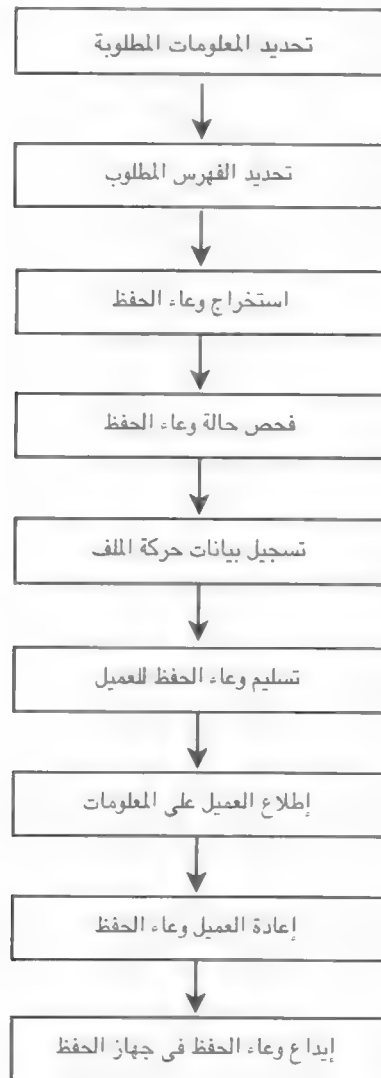 تحديد المعلومات المطلوبة
تحديد الفهرس المطلوب
استخراج وعاء الحفظ
فحص حالة وعاء الحفظ
تسجيل بيانات حركة الملف
تسليم وعاء الحفظ للعميل
إطلاع العميل على المعلومات
إعادة العميل وعاء الحفظ
إيداع وعاء الحفظ فى جهاز الحفظ